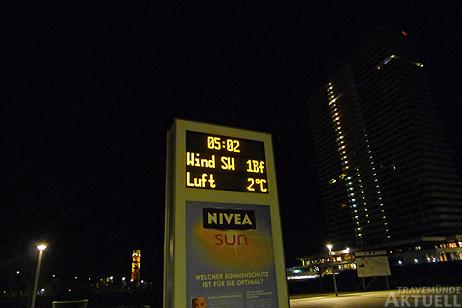 05:02
Wind SW 1Bf
Luft 2°C
NIVEA
sun
WELCHER SONNENSCHUTZ
IST FÜR SIE OPTIMAL?
TRAVEMÜNDE
AKTUELL